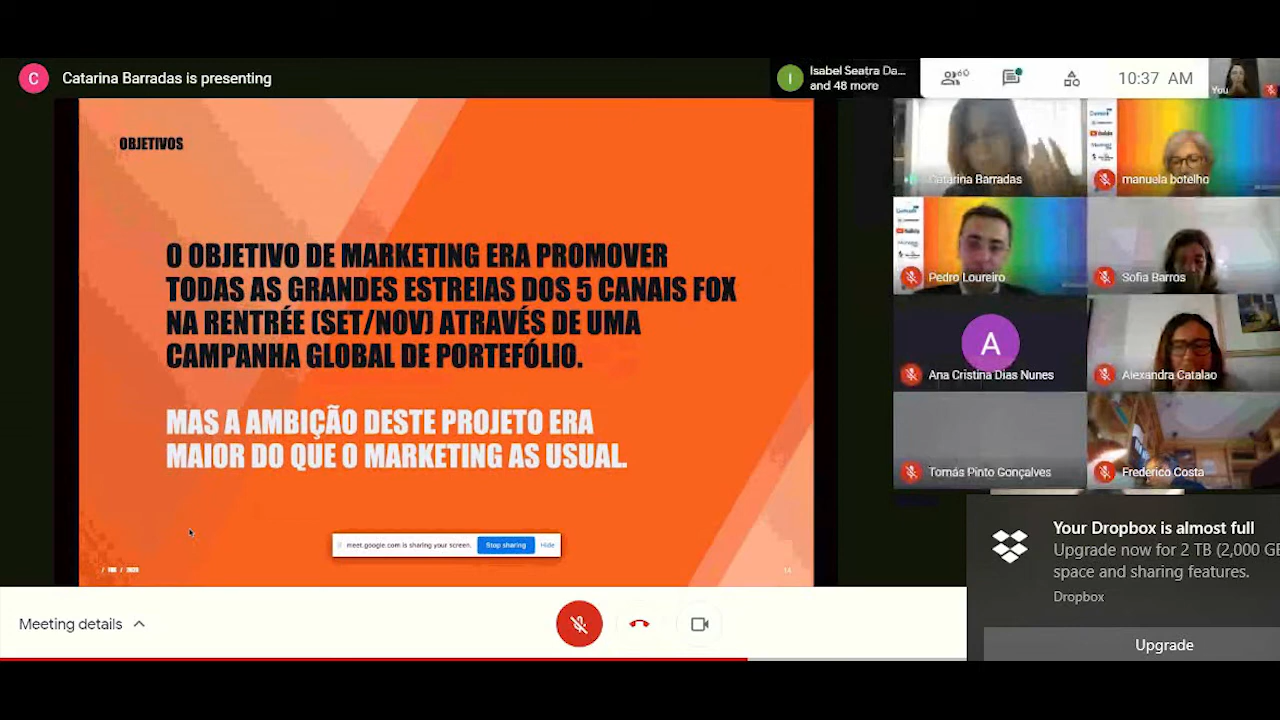 C
Catarina Barradas is presenting
I
Isabel Seatra Da...
and 48 more
60
10:37 AM
You
OBJETIVOS
O OBJETIVO DE MARKETING ERA PROMOVER
TODAS AS GRANDES ESTREIAS DOS 5 CANAIS FOX
NA RENTRÉE (SET/NOV) ATRAVÉS DE UMA
CAMPANHA GLOBAL DE PORTEFÓLIO.
MAS A AMBIÇÃO DESTE PROJETO ERA
MAIOR DO QUE O MARKETING AS USUAL.
meet.google.com is sharing your screen.
Stop sharing
Hide
/ FOX / 2020
14
Catarina Barradas
manuela botelho
Pedro Loureiro
Sofia Barros
A
Ana Cristina Dias Nunes
Alexandra Catalao
Tomás Pinto Gonçalves
Frederico Costa
Your Dropbox is almost full
Upgrade now for 2 TB (2,000 GB
space and sharing features.
Dropbox
Upgrade
Meeting details